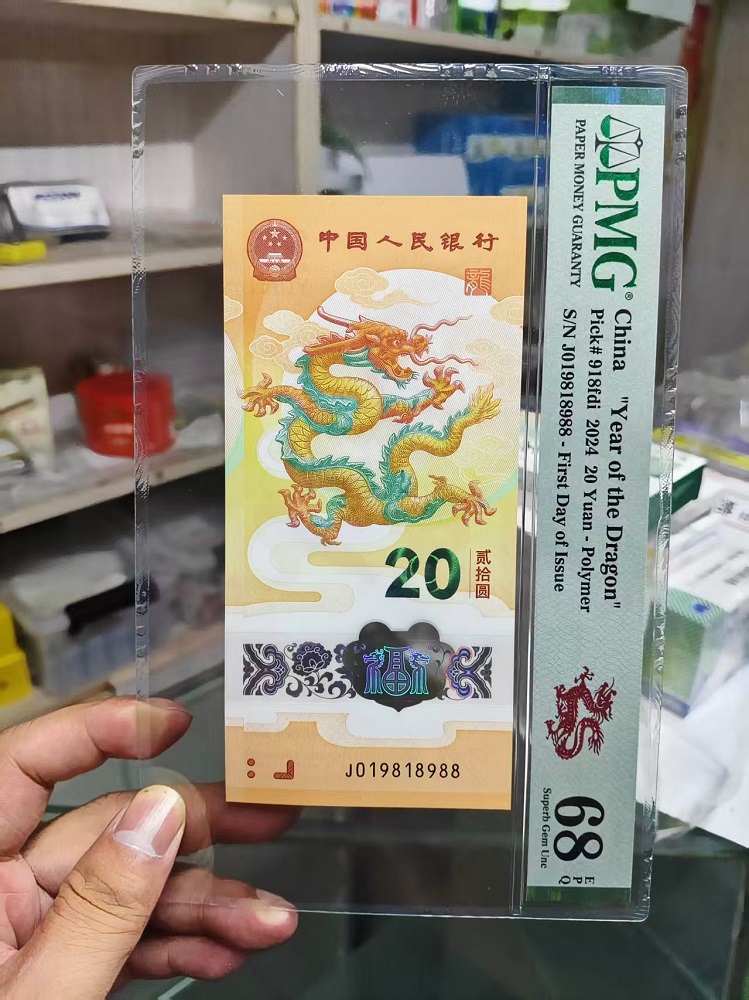 中国人民银行
龍
20
贰拾圆
福
J019818988
PMG®
PAPER MONEY GUARANTY
China "Year of the Dragon"
Pick# 918fdi 2024 20 Yuan - Polymer
S/N J019818988 - First Day of Issue
68 EPQ
Superb Gem Unc